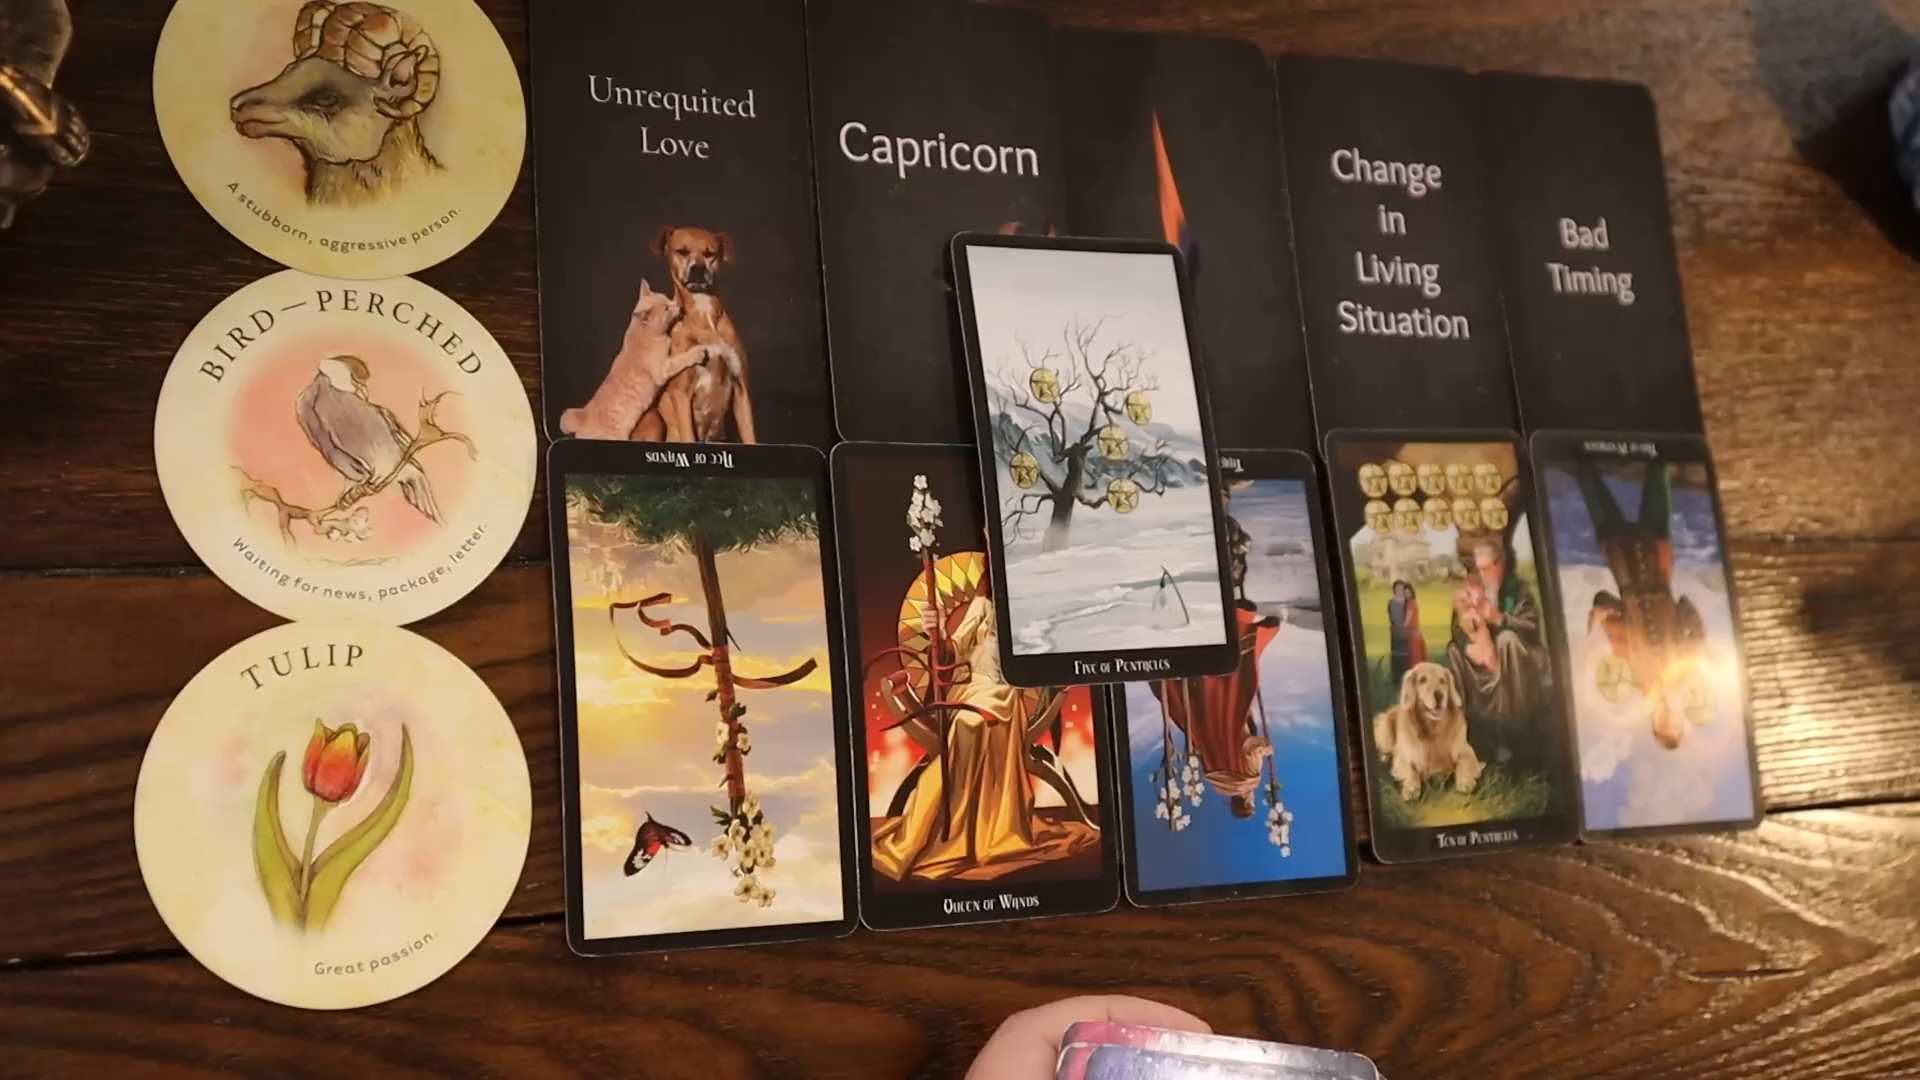 A stubborn, aggressive person.
BIRD—PERCHED
Waiting for news, package, letter.
TULIP
Great passion.
Unrequited
Love
Capricorn
Change
in
Living
Situation
Bad
Timing
ACE OF WANDS
QUEEN OF WANDS
FIVE OF PENTACLES
TEN OF PENTACLES